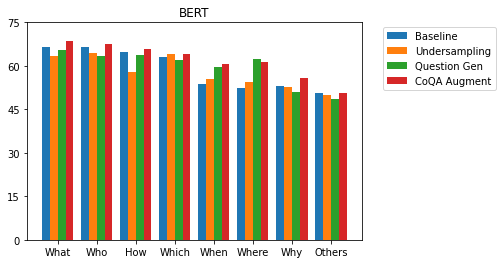 BERT
75
60
45
30
15
0
What Who How Which When Where Why Others
Baseline
Undersampling
Question Gen
CoQA Augment